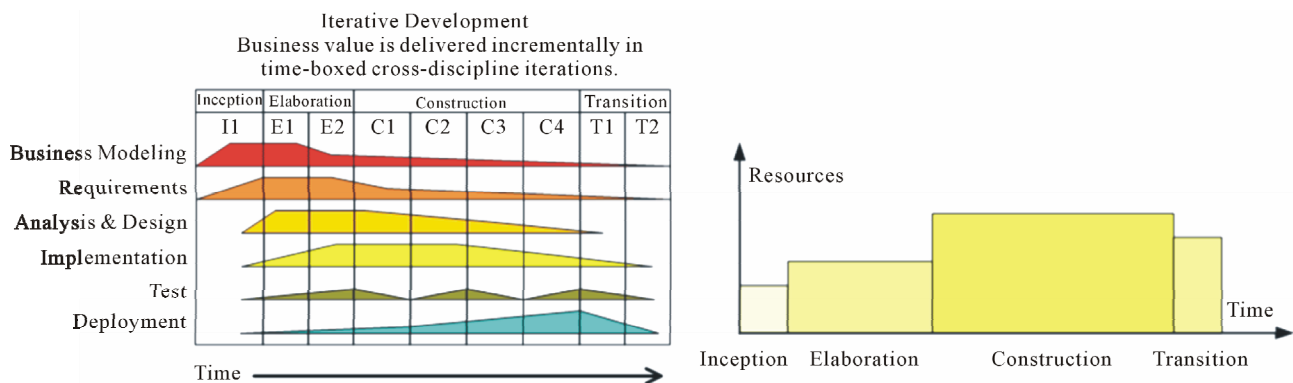 Iterative Development
Business value is delivered incrementally in
time-boxed cross-discipline iterations.
Inception Elaboration Construction Transition
I1 E1 E2 C1 C2 C3 C4 T1 T2
Business Modeling
Requirements
Analysis & Design
Implementation
Test
Deployment
Time
Resources
Time
Inception Elaboration Construction Transition